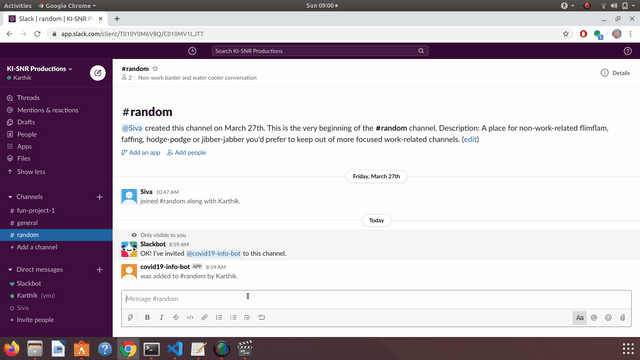 Activities
Google Chrome
Sun 09:00
Slack | random | KI-SNR P
app.slack.com/client/T010Y0M6V8Q/C010MV1LJTT
Search KI-SNR Productions
KI-SNR Productions
Karthik
Threads
Mentions & reactions
Drafts
People
Apps
Files
Show less
Channels
# fun-project-1
# general
# random
+ Add a channel
Direct messages
Slackbot
Karthik (you)
Siva
+ Invite people
#random
2 | Non-work banter and water cooler conversation
Details
#random
@Siva created this channel on March 27th. This is the very beginning of the #random channel. Description: A place for non-work-related flimflam,
faffing, hodge-podge or jibber-jabber you'd prefer to keep out of more focused work-related channels. (edit)
Add an app
Add people
Friday, March 27th
Siva 10:47 AM
joined #random along with Karthik.
Today
Only visible to you
Slackbot 8:59 AM
OK! I've invited @covid19-info-bot to this channel.
covid19-info-bot APP 8:59 AM
was added to #random by Karthik.
Message #random
B I
Aa @